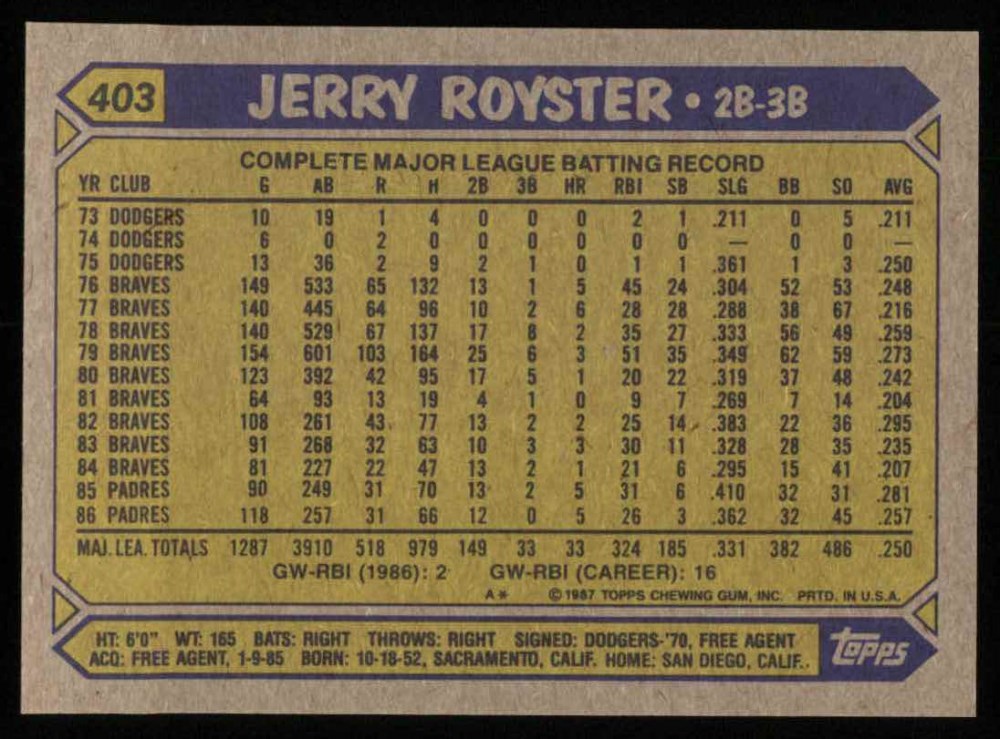 403 JERRY ROYSTER • 2B-3B
COMPLETE MAJOR LEAGUE BATTING RECORD
YR CLUB G AB R H 2B 3B HR RBI SB SLG BB SO AVG
73 DODGERS 10 19 1 4 0 0 0 2 1 .211 0 5 .211
74 DODGERS 6 0 2 0 0 0 0 0 0 — 0 0 —
75 DODGERS 13 36 2 9 2 1 0 1 1 .361 1 3 .250
76 BRAVES 149 533 65 132 13 1 5 45 24 .304 52 53 .248
77 BRAVES 140 445 64 96 10 2 6 28 28 .288 38 67 .216
78 BRAVES 140 529 67 137 17 8 2 35 27 .333 56 49 .259
79 BRAVES 154 601 103 164 25 6 3 51 35 .349 62 59 .273
80 BRAVES 123 392 42 95 17 5 1 20 22 .319 37 48 .242
81 BRAVES 64 93 13 19 4 1 0 9 7 .269 7 14 .204
82 BRAVES 108 261 43 77 13 2 2 25 14 .383 22 36 .295
83 BRAVES 91 268 32 63 10 3 3 30 11 .328 28 35 .235
84 BRAVES 81 227 22 47 13 2 1 21 6 .295 15 41 .207
85 PADRES 90 249 31 70 13 2 5 31 6 .410 32 31 .281
86 PADRES 118 257 31 66 12 0 5 26 3 .362 32 45 .257
MAJ. LEA. TOTALS 1287 3910 518 979 149 33 33 324 185 .331 382 486 .250
GW-RBI (1986): 2 GW-RBI (CAREER): 16
A* © 1987 TOPPS CHEWING GUM, INC. PRTD. IN U.S.A.
HT: 6'0" WT: 165 BATS: RIGHT THROWS: RIGHT SIGNED: DODGERS-'70, FREE AGENT
ACQ: FREE AGENT, 1-9-85 BORN: 10-18-52, SACRAMENTO, CALIF. HOME: SAN DIEGO, CALIF.
topps